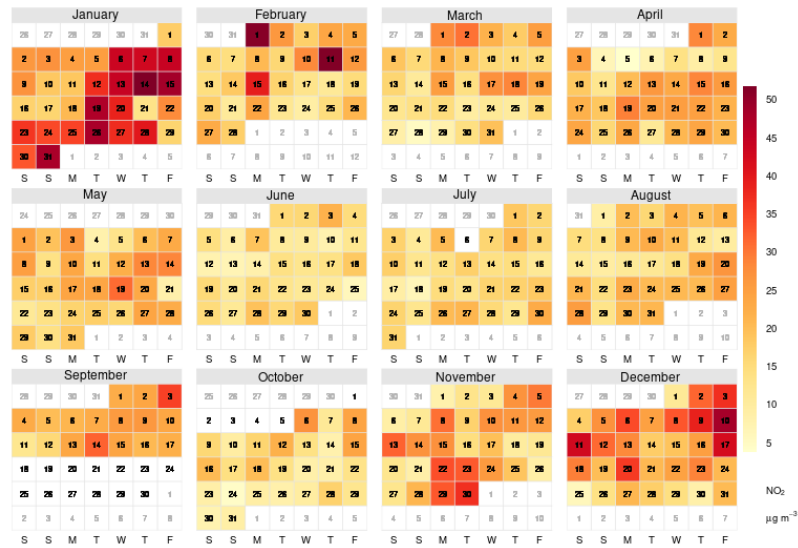 January
26 27 28 29 30 31 1
2 3 4 5 6 7 8
9 10 11 12 13 14 15
16 17 18 19 20 21 22
23 24 25 26 27 28 29
30 31 1 2 3 4 5
S S M T W T F
February
30 31 1 2 3 4 5
6 7 8 9 10 11 12
13 14 15 16 17 18 19
20 21 22 23 24 25 26
27 28 1 2 3 4 5
6 7 8 9 10 11 12
S S M T W T F
March
27 28 1 2 3 4 5
6 7 8 9 10 11 12
13 14 15 16 17 18 19
20 21 22 23 24 25 26
27 28 29 30 31 1 2
3 4 5 6 7 8 9
S S M T W T F
April
27 28 29 30 31 1 2
3 4 5 6 7 8 9
10 11 12 13 14 15 16
17 18 19 20 21 22 23
24 25 26 27 28 29 30
1 2 3 4 5 6 7
S S M T W T F
May
24 25 26 27 28 29 30
1 2 3 4 5 6 7
8 9 10 11 12 13 14
15 16 17 18 19 20 21
22 23 24 25 26 27 28
29 30 31 1 2 3 4
S S M T W T F
June
29 30 31 1 2 3 4
5 6 7 8 9 10 11
12 13 14 15 16 17 18
19 20 21 22 23 24 25
26 27 28 29 30 1 2
3 4 5 6 7 8 9
S S M T W T F
July
26 27 28 29 30 1 2
3 4 5 6 7 8 9
10 11 12 13 14 15 16
17 18 19 20 21 22 23
24 25 26 27 28 29 30
31 1 2 3 4 5 6
S S M T W T F
August
31 1 2 3 4 5 6
7 8 9 10 11 12 13
14 15 16 17 18 19 20
21 22 23 24 25 26 27
28 29 30 31 1 2 3
4 5 6 7 8 9 10
S S M T W T F
September
28 29 30 31 1 2 3
4 5 6 7 8 9 10
11 12 13 14 15 16 17
18 19 20 21 22 23 24
25 26 27 28 29 30 1
2 3 4 5 6 7 8
S S M T W T F
October
25 26 27 28 29 30 1
2 3 4 5 6 7 8
9 10 11 12 13 14 15
16 17 18 19 20 21 22
23 24 25 26 27 28 29
30 31 1 2 3 4 5
S S M T W T F
November
30 31 1 2 3 4 5
6 7 8 9 10 11 12
13 14 15 16 17 18 19
20 21 22 23 24 25 26
27 28 29 30 1 2 3
4 5 6 7 8 9 10
S S M T W T F
December
27 28 29 30 1 2 3
4 5 6 7 8 9 10
11 12 13 14 15 16 17
18 19 20 21 22 23 24
25 26 27 28 29 30 31
1 2 3 4 5 6 7
S S M T W T F
50
45
40
35
30
25
20
15
10
5
NO₂
μg m⁻³